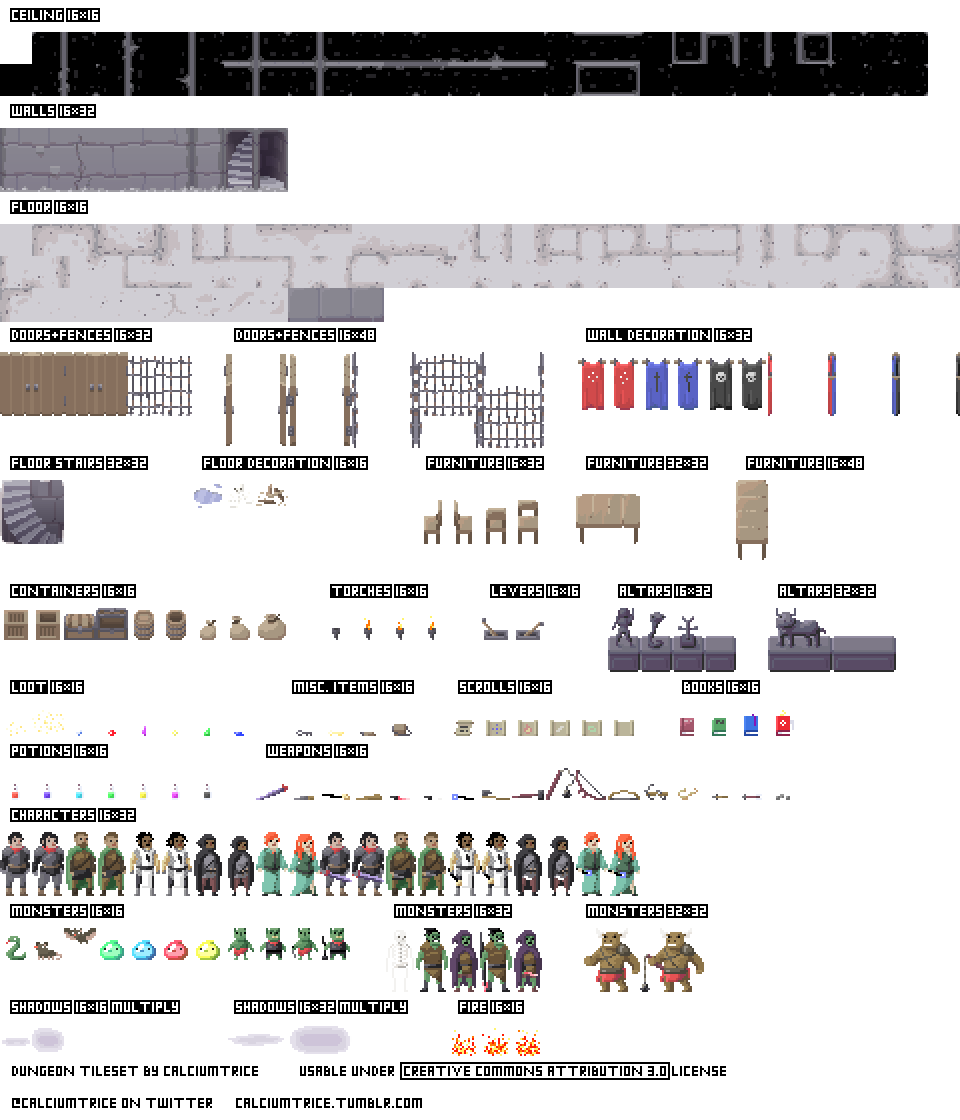 CEILING 16×16
WALLS 16×32
FLOOR 16×16
DOORS+FENCES 16×32 DOORS+FENCES 16×48 WALL DECORATION 16×32
FLOOR STAIRS 32×32 FLOOR DECORATION 16×16 FURNITURE 16×32 FURNITURE 32×32 FURNITURE 16×48
CONTAINERS 16×16 TORCHES 16×16 LEVERS 16×16 ALTARS 16×32 ALTARS 32×32
LOOT 16×16 MISC. ITEMS 16×16 SCROLLS 16×16 BOOKS 16×16
POTIONS 16×16 WEAPONS 16×16
CHARACTERS 16×32
MONSTERS 16×16 MONSTERS 16×32 MONSTERS 32×32
SHADOWS 16×16 MULTIPLY SHADOWS 16×32 MULTIPLY FIRE 16×16
DUNGEON TILESET BY CALCIUMTRICE USABLE UNDER CREATIVE COMMONS ATTRIBUTION 3.0 LICENSE
@CALCIUMTRICE ON TWITTER CALCIUMTRICE.TUMBLR.COM